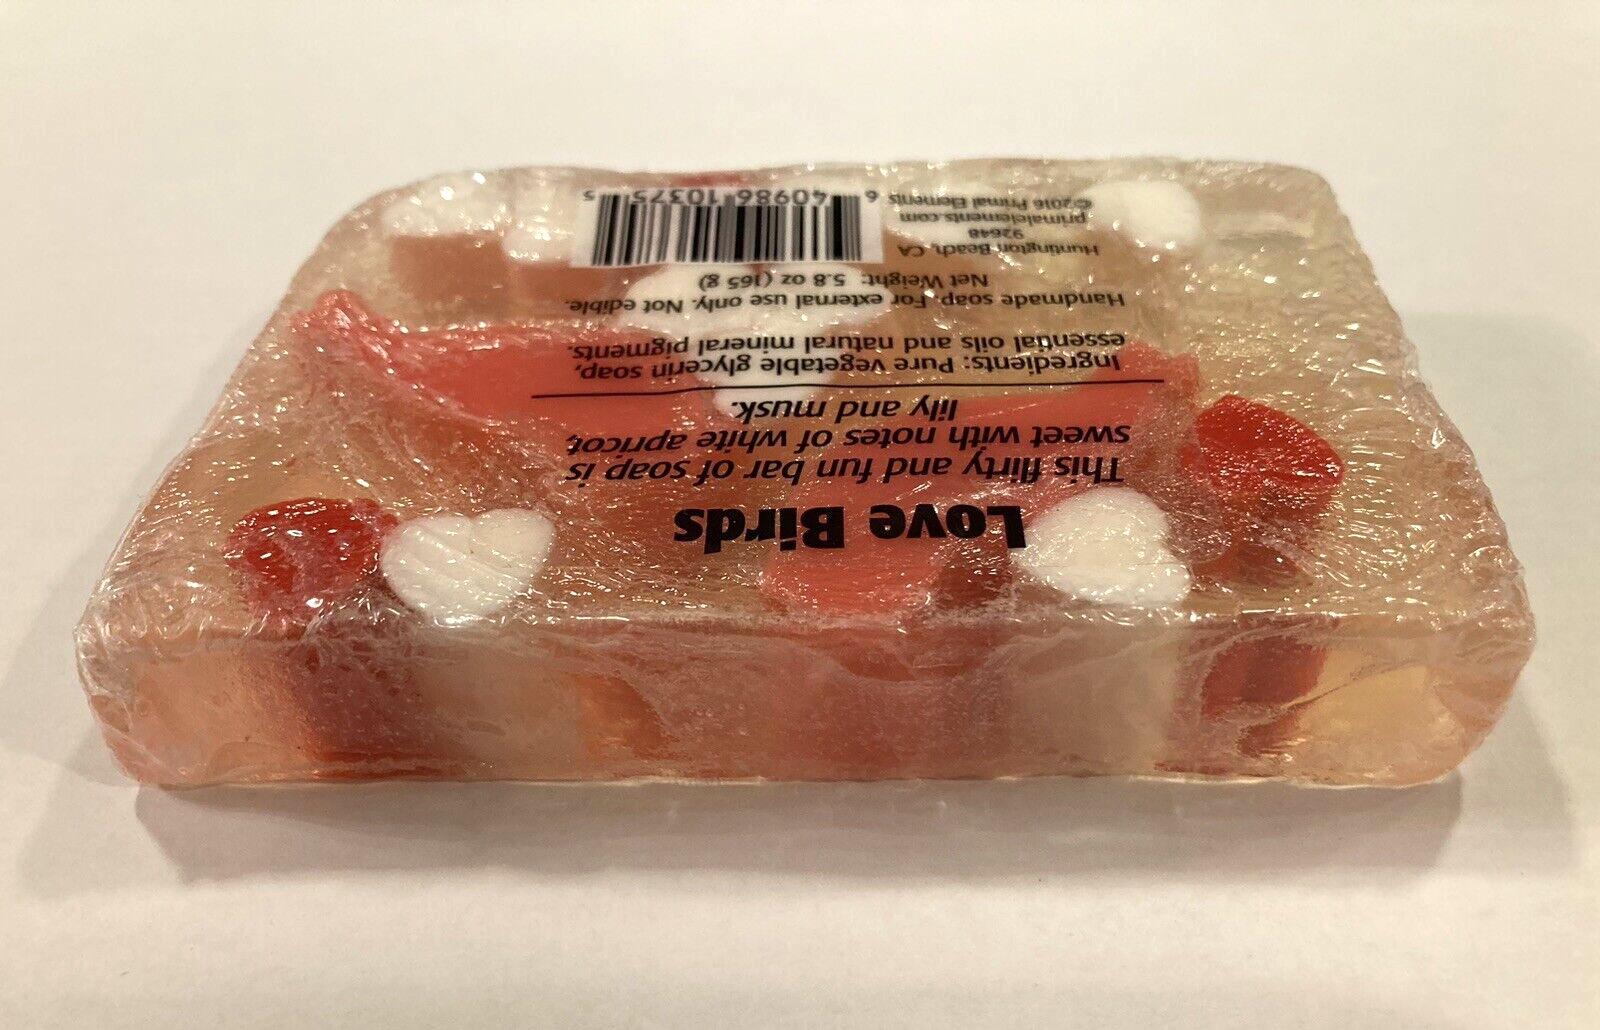 Love Birds
This flirty and fun bar of soap is
sweet with notes of white apricot,
lily and musk.
Ingredients: Pure vegetable glycerin soap,
essential oils and natural mineral pigments.
Handmade soap. For external use only. Not edible.
Net Weight: 5.8 oz (165 g)
Huntington Beach, CA
92648
primalelements.com
©2016 Primal Elements
6 40986 10375 5